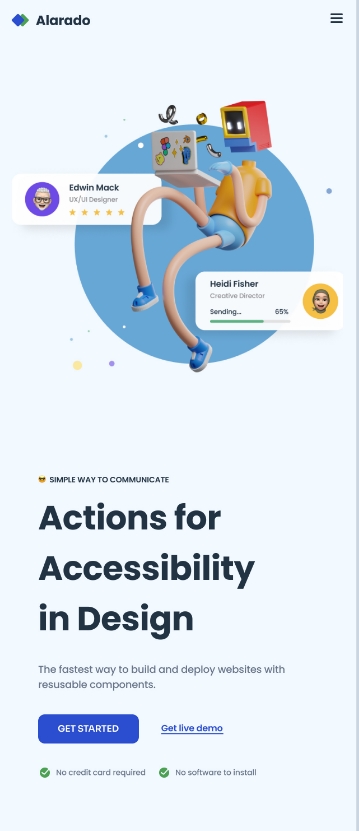 Alarado
Edwin Mack
UX/UI Designer
Heidi Fisher
Creative Director
Sending... 65%
SIMPLE WAY TO COMMUNICATE
Actions for
Accessibility
in Design
The fastest way to build and deploy websites with
resusable components.
GET STARTED Get live demo
No credit card required No software to install